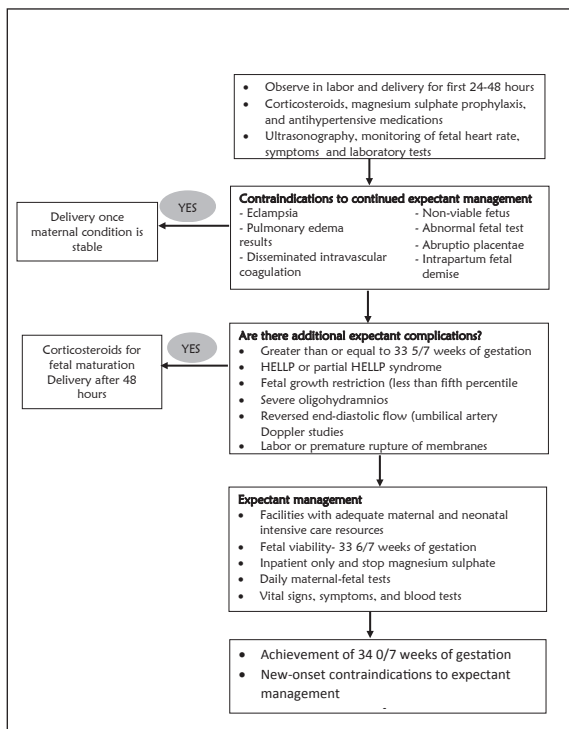 • Observe in labor and delivery for first 24-48 hours
• Corticosteroids, magnesium sulphate prophylaxis,
and antihypertensive medications
• Ultrasonography, monitoring of fetal heart rate,
symptoms and laboratory tests
Contraindications to continued expectant management
- Eclampsia
- Pulmonary edema
results
- Disseminated intravascular
coagulation
- Non-viable fetus
- Abnormal fetal test
- Abruptio placentae
- Intrapartum fetal
demise
YES
Delivery once
maternal condition is
stable
Are there additional expectant complications?
• Greater than or equal to 33 5/7 weeks of gestation
• HELLP or partial HELLP syndrome
• Fetal growth restriction (less than fifth percentile
• Severe oligohydramnios
• Reversed end-diastolic flow (umbilical artery
Doppler studies
• Labor or premature rupture of membranes
YES
Corticosteroids for
fetal maturation
Delivery after 48
hours
Expectant management
• Facilities with adequate maternal and neonatal
intensive care resources
• Fetal viability- 33 6/7 weeks of gestation
• Inpatient only and stop magnesium sulphate
• Daily maternal-fetal tests
• Vital signs, symptoms, and blood tests
• Achievement of 34 0/7 weeks of gestation
• New-onset contraindications to expectant
management
-